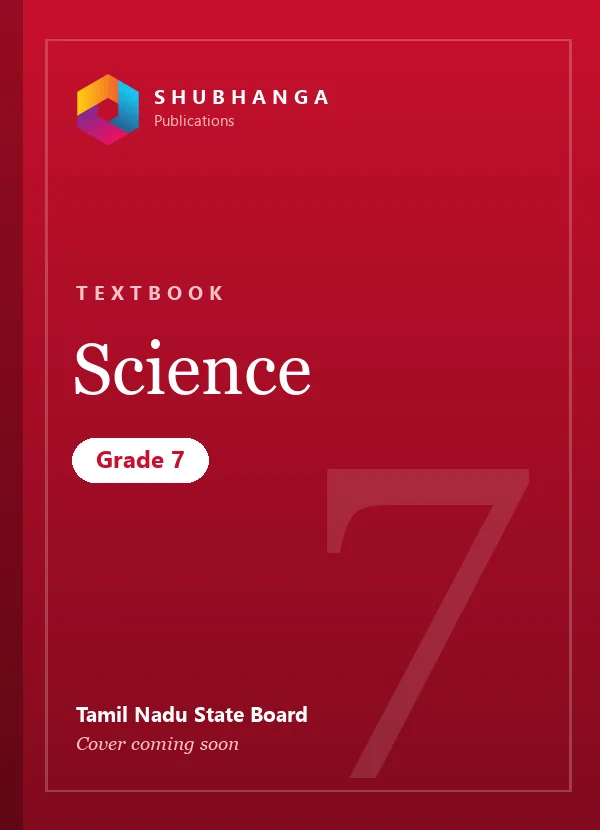 SHUBHANGA
Publications
TEXTBOOK
Science
Grade 7
7
Tamil Nadu State Board
Cover coming soon